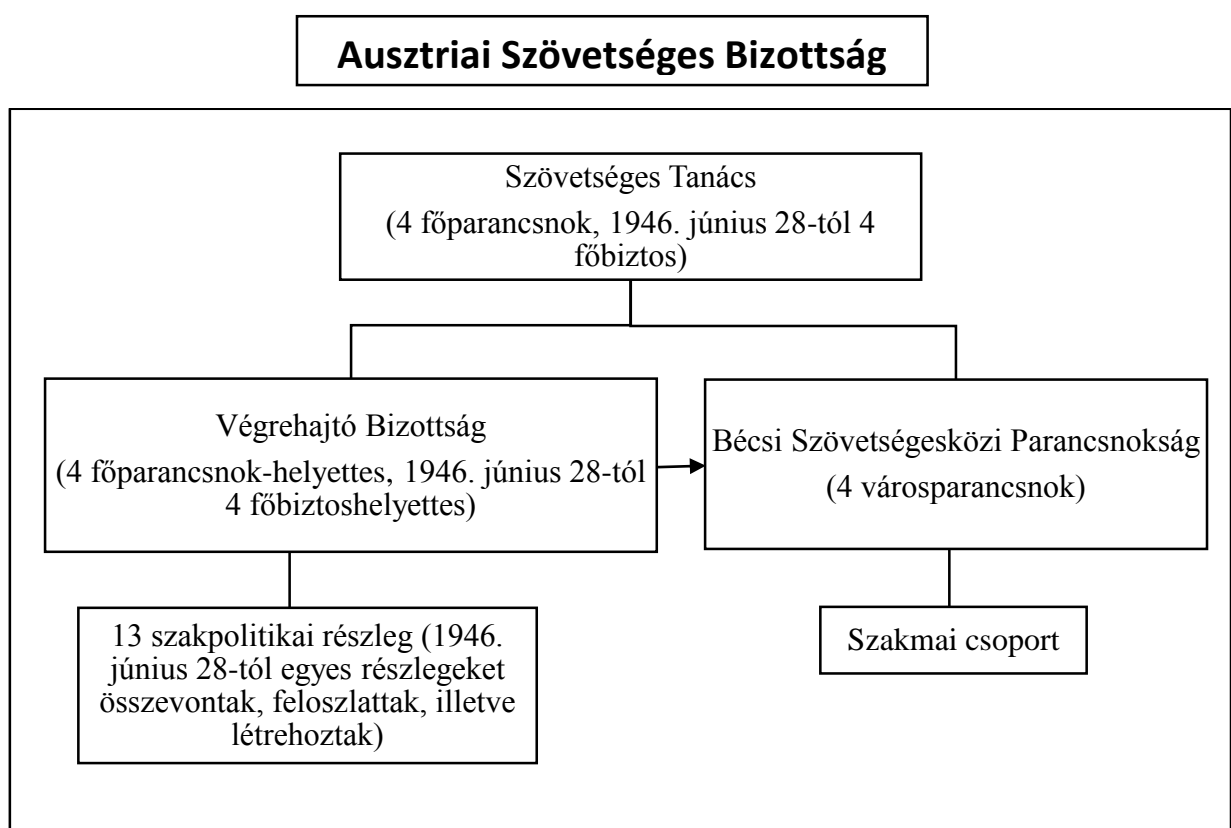 Ausztriai Szövetséges Bizottság
Szövetséges Tanács
(4 főparancsnok, 1946. június 28-tól 4
főbiztos)
Végrehajtó Bizottság
(4 főparancsnok-helyettes, 1946. június 28-tól
4 főbiztoshelyettes)
Bécsi Szövetségesközi Parancsnokság
(4 városparancsnok)
13 szakpolitikai részleg (1946.
június 28-tól egyes részlegeket
összevontak, feloszlattak, illetve
létrehoztak)
Szakmai csoport